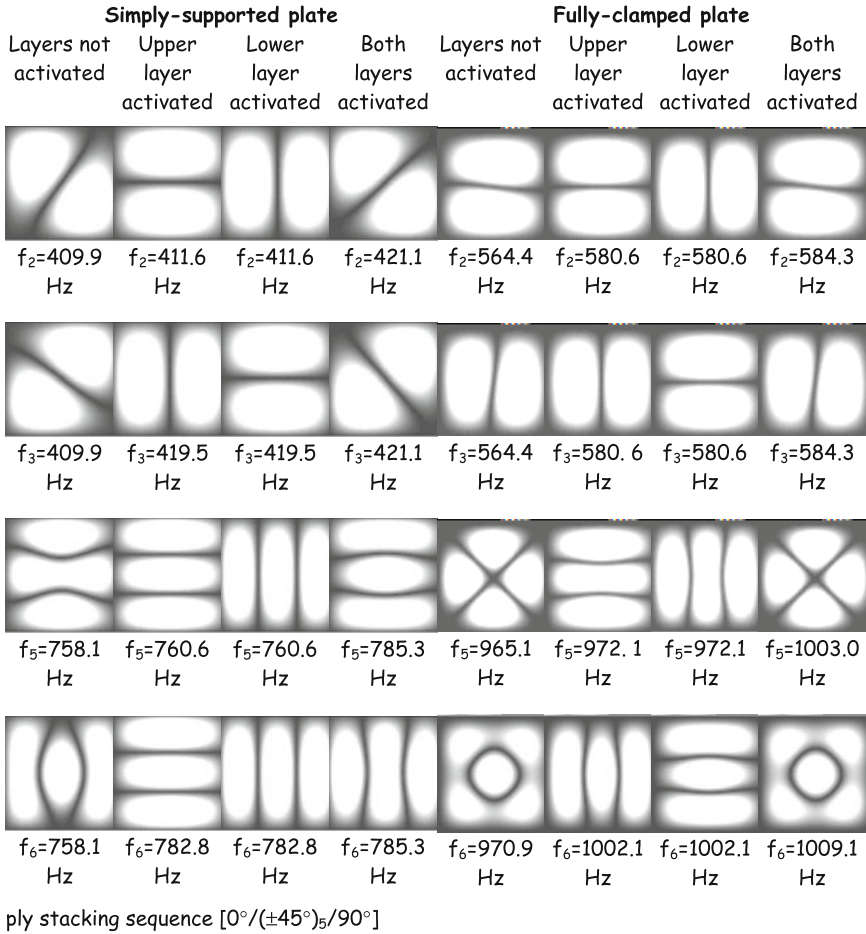 Simply-supported plate Fully-clamped plate
Layers not Upper Lower Both Layers not Upper Lower Both
activated layer layer layers activated layer layer layers
activated activated activated activated activated activated
f₂=409.9 f₂=411.6 f₂=411.6 f₂=421.1 f₂=564.4 f₂=580.6 f₂=580.6 f₂=584.3
Hz Hz Hz Hz Hz Hz Hz Hz
f₃=409.9 f₃=419.5 f₃=419.5 f₃=421.1 f₃=564.4 f₃=580. 6 f₃=580.6 f₃=584.3
Hz Hz Hz Hz Hz Hz Hz Hz
f₅=758.1 f₅=760.6 f₅=760.6 f₅=785.3 f₅=965.1 f₅=972. 1 f₅=972.1 f₅=1003.0
Hz Hz Hz Hz Hz Hz Hz Hz
f₆=758.1 f₆=782.8 f₆=782.8 f₆=785.3 f₆=970.9 f₆=1002.1 f₆=1002.1 f₆=1009.1
Hz Hz Hz Hz Hz Hz Hz Hz
ply stacking sequence [0°/(±45°)₅/90°]